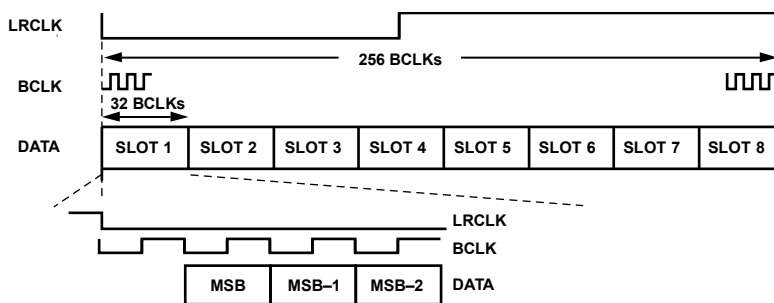 LRCLK
256 BCLKs
BCLK
32 BCLKs
DATA SLOT 1 SLOT 2 SLOT 3 SLOT 4 SLOT 5 SLOT 6 SLOT 7 SLOT 8
LRCLK
BCLK
MSB MSB–1 MSB–2 DATA